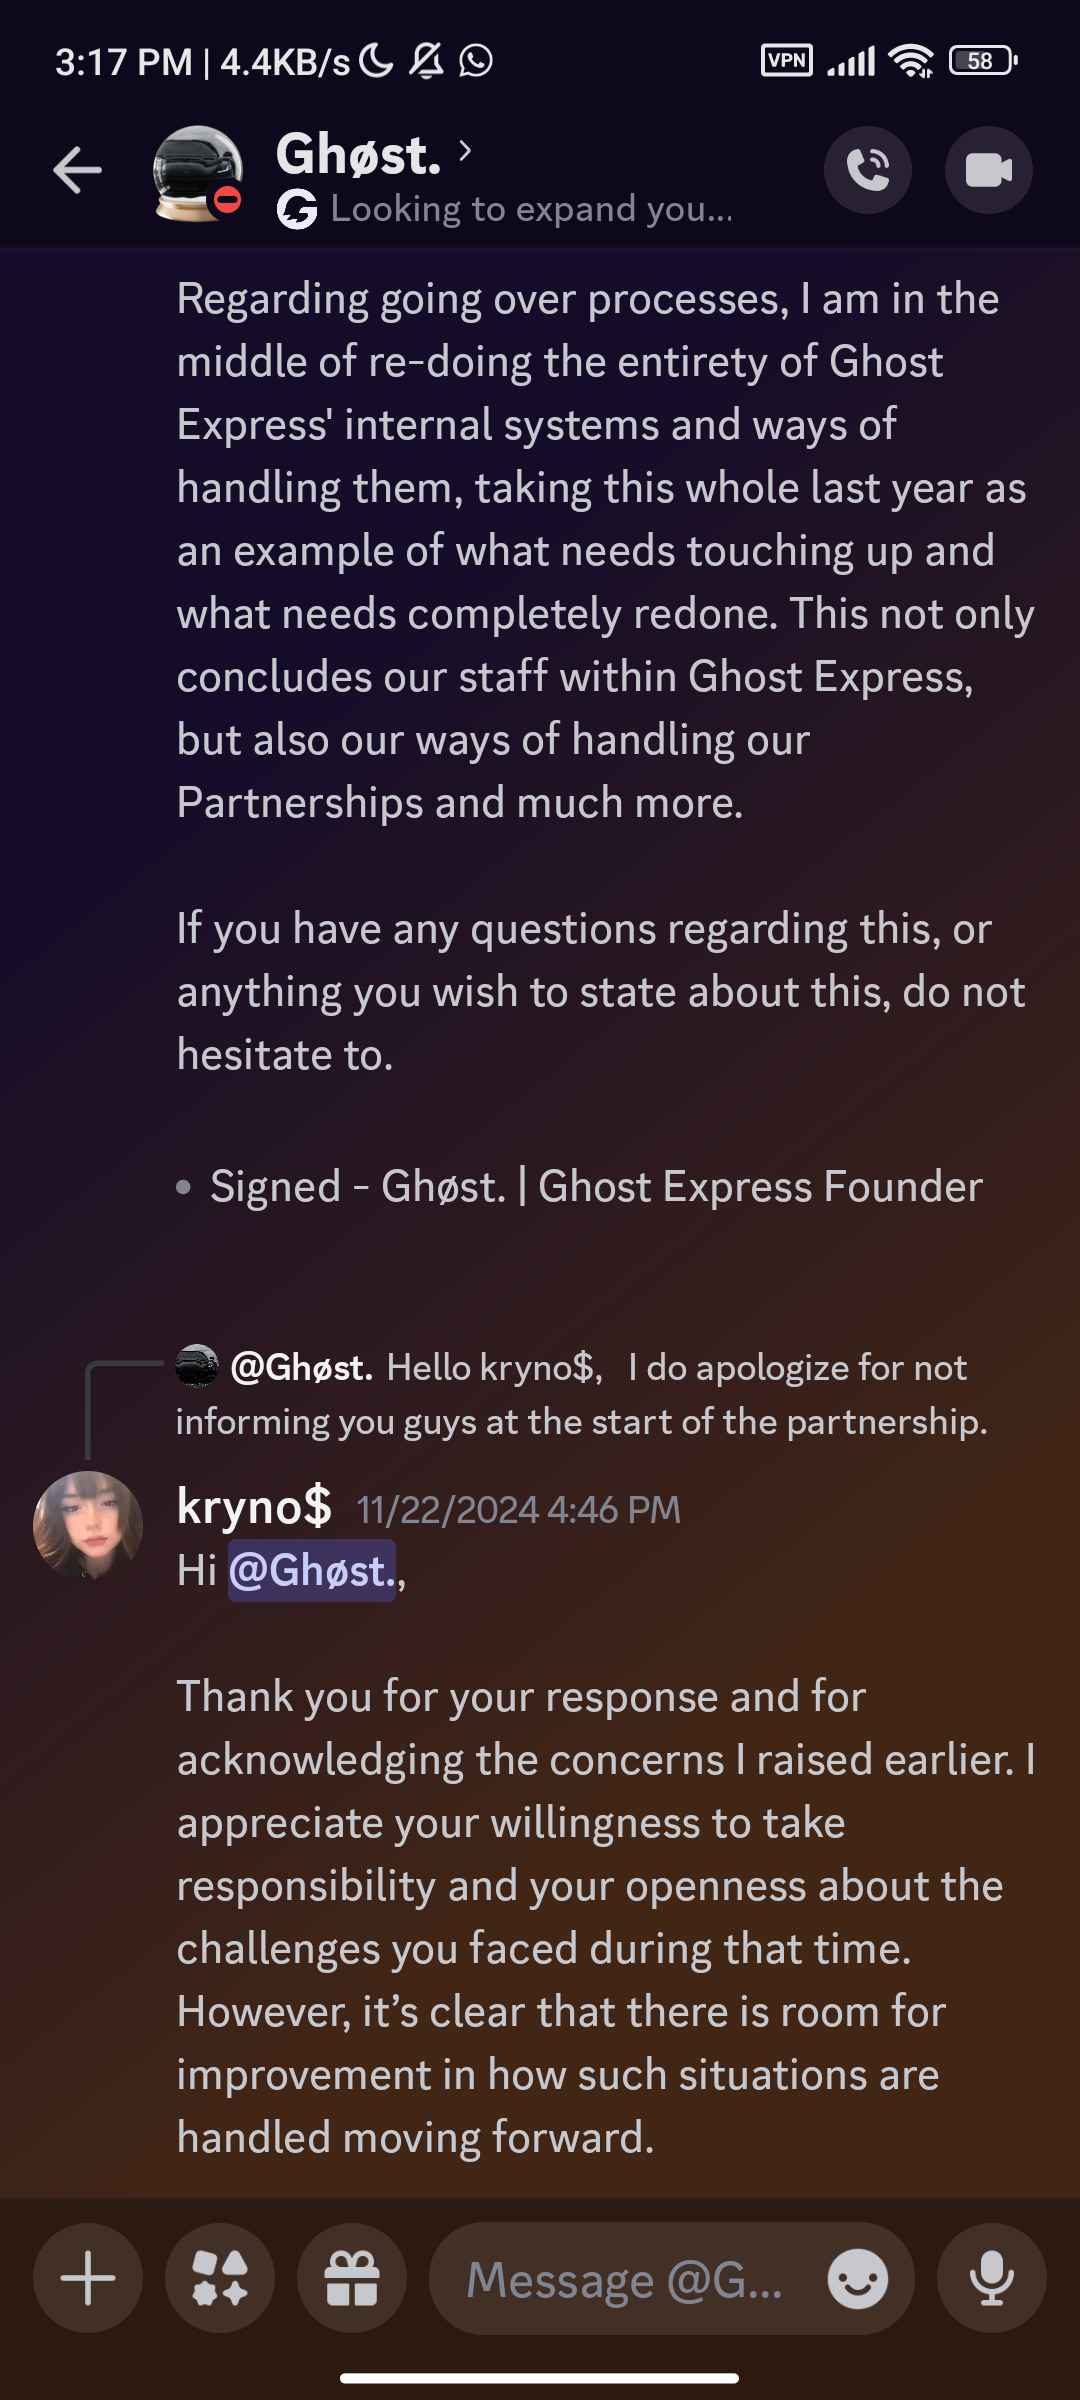 3:17 PM | 4.4KB/s
VPN
58
Ghøst.
Looking to expand you...
Regarding going over processes, I am in the
middle of re-doing the entirety of Ghost
Express' internal systems and ways of
handling them, taking this whole last year as
an example of what needs touching up and
what needs completely redone. This not only
concludes our staff within Ghost Express,
but also our ways of handling our
Partnerships and much more.
If you have any questions regarding this, or
anything you wish to state about this, do not
hesitate to.
• Signed - Ghøst. | Ghost Express Founder
@Ghøst. Hello kryno$, I do apologize for not
informing you guys at the start of the partnership.
kryno$ 11/22/2024 4:46 PM
Hi @Ghøst.,
Thank you for your response and for
acknowledging the concerns I raised earlier. I
appreciate your willingness to take
responsibility and your openness about the
challenges you faced during that time.
However, it’s clear that there is room for
improvement in how such situations are
handled moving forward.
Message @G...